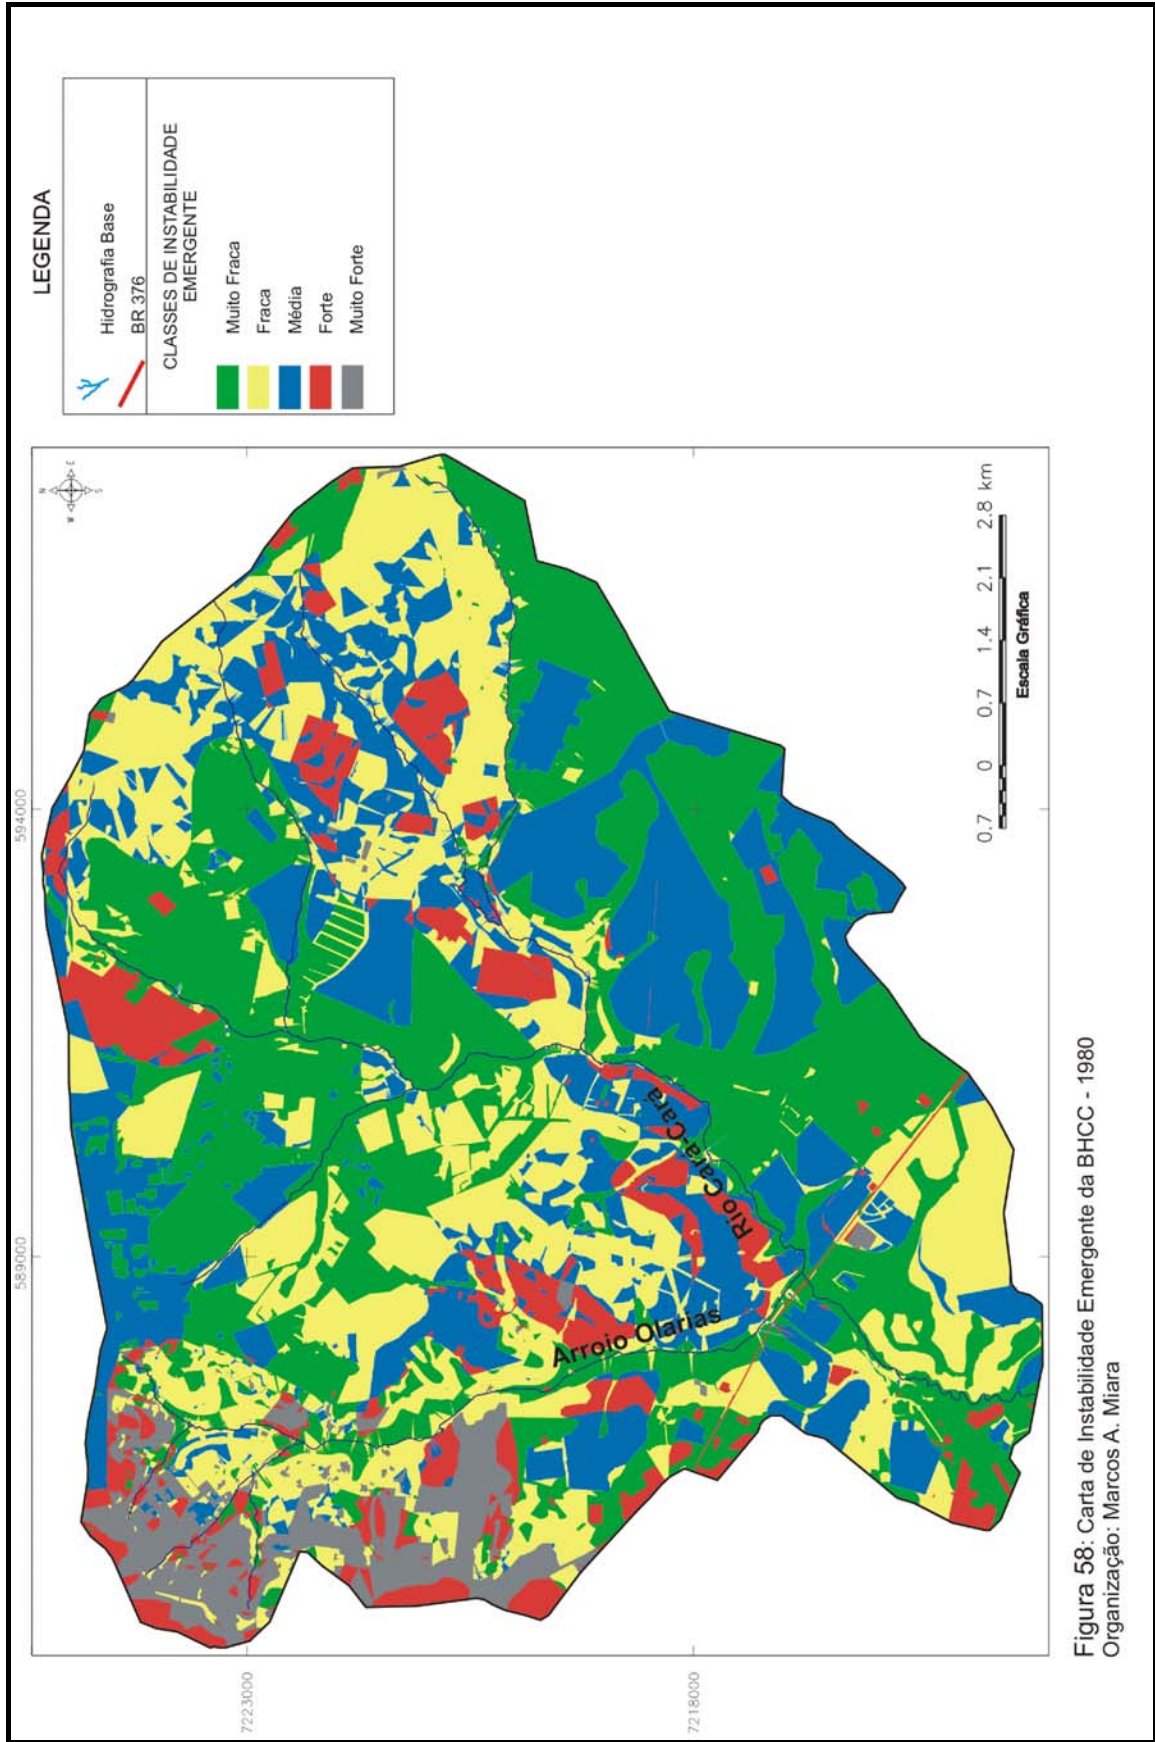 LEGENDA
Hidrografia Base
BR 376
CLASSES DE INSTABILIDADE
EMERGENTE
Muito Fraca
Fraca
Média
Forte
Muito Forte
N
W
E
S
589000
594000
7223000
7218000
Arroio Olarias
Rio Cara-Cará
0.7 0 0.7 1.4 2.1 2.8 km
Escala Gráfica
Figura 58: Carta de Instabilidade Emergente da BHCC - 1980
Organização: Marcos A. Miara